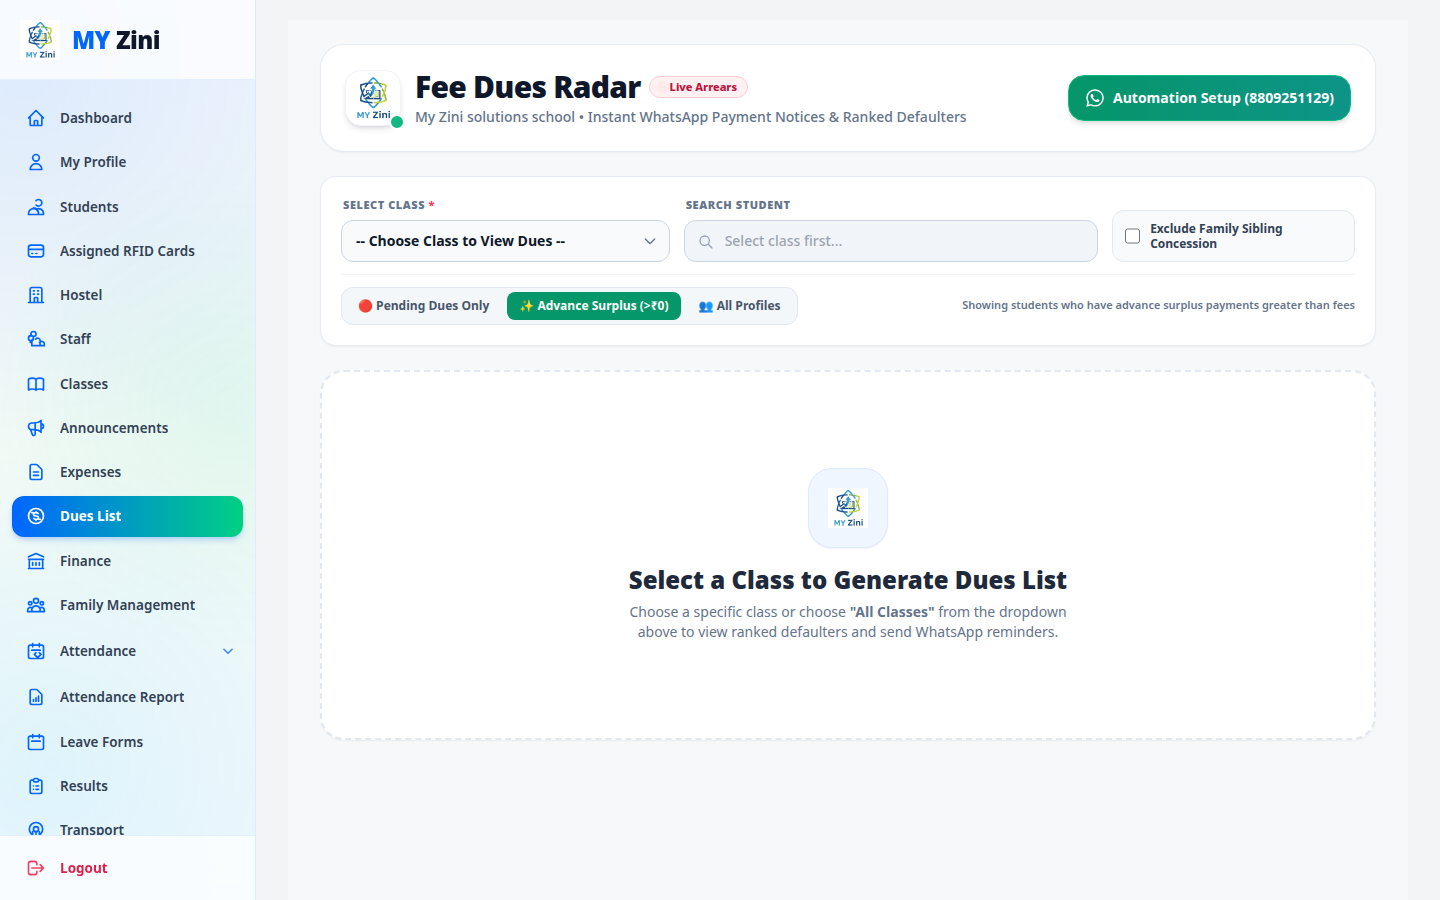 MY Zini
MY Zini
Dashboard
My Profile
Students
Assigned RFID Cards
Hostel
Staff
Classes
Announcements
Expenses
Dues List
Finance
Family Management
Attendance
Attendance Report
Leave Forms
Results
Transport
Logout
MY Zini
Fee Dues Radar
Live Arrears
My Zini solutions school • Instant WhatsApp Payment Notices & Ranked Defaulters
Automation Setup (8809251129)
SELECT CLASS *
-- Choose Class to View Dues --
SEARCH STUDENT
Select class first...
Exclude Family Sibling
Concession
🔴 Pending Dues Only
✨ Advance Surplus (>₹0)
👥 All Profiles
Showing students who have advance surplus payments greater than fees
MY Zini
Select a Class to Generate Dues List
Choose a specific class or choose "All Classes" from the dropdown
above to view ranked defaulters and send WhatsApp reminders.